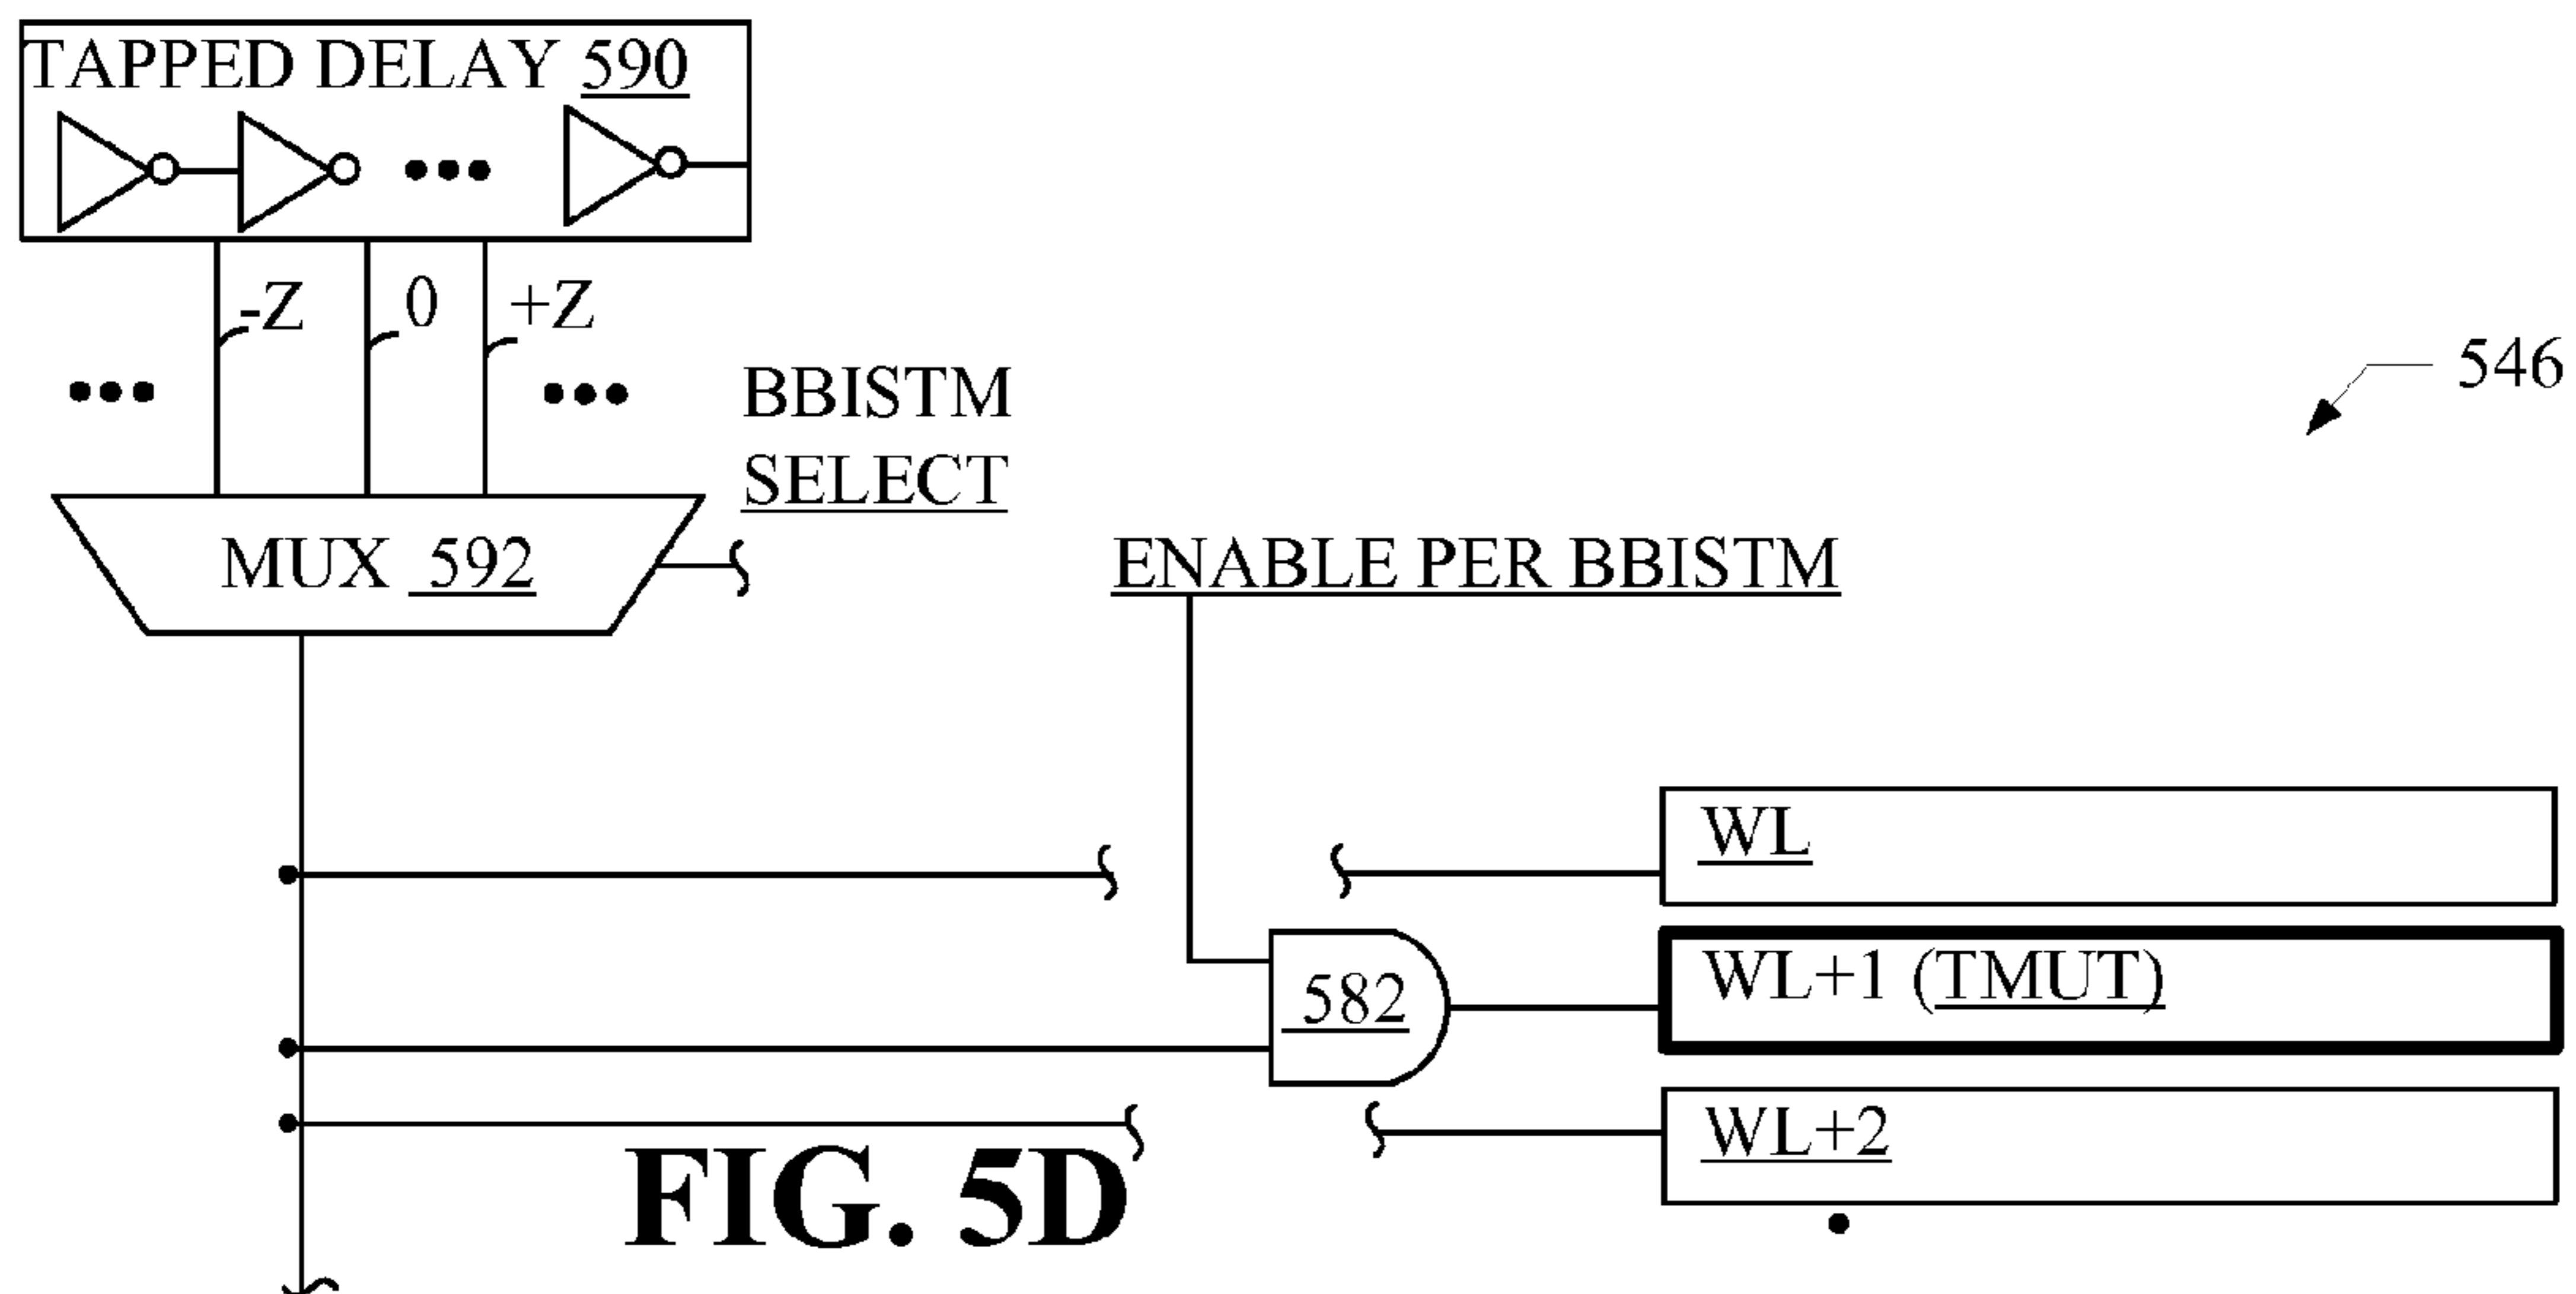 TAPPED DELAY 590
-Z 0 +Z
546
BBISTM
SELECT
MUX 592
ENABLE PER BBISTM
WL
582
WL+1 (TMUT)
WL+2
FIG. 5D